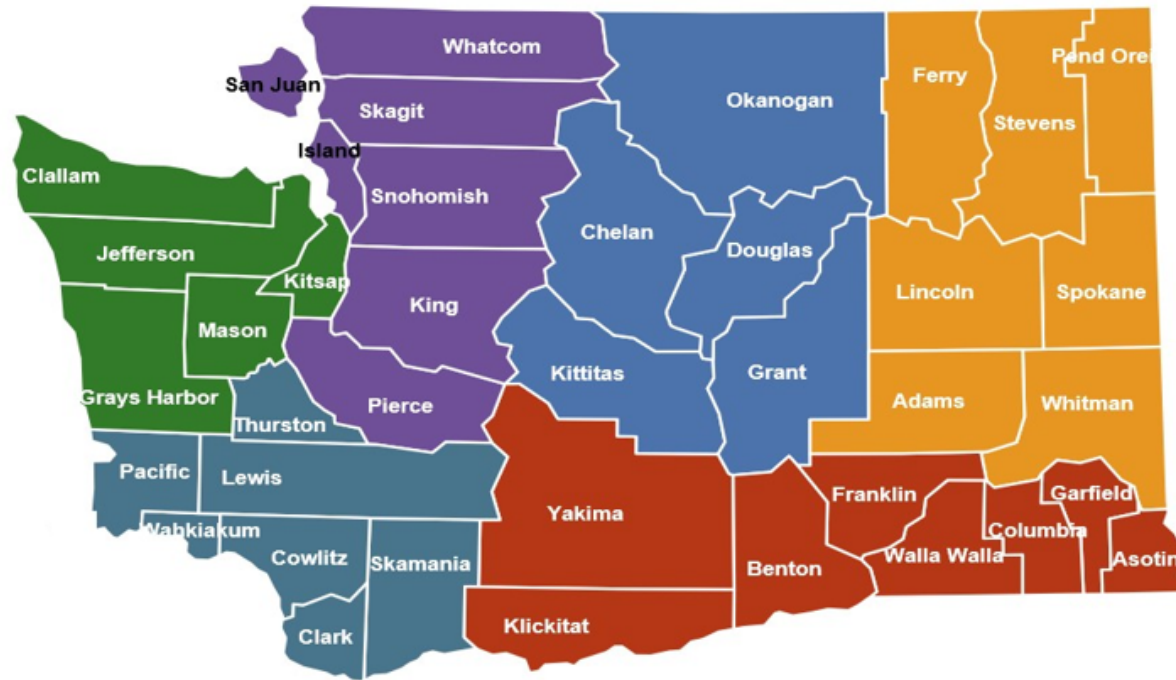 Whatcom
San Juan
Skagit
Island
Snohomish
King
Pierce
Clallam
Jefferson
Kitsap
Mason
Grays Harbor
Thurston
Pacific
Lewis
Wahkiakum
Cowlitz
Skamania
Clark
Okanogan
Chelan
Douglas
Kittitas
Grant
Ferry
Stevens
Pend Orei
Lincoln
Spokane
Adams
Whitman
Yakima
Klickitat
Benton
Franklin
Walla Walla
Columbia
Garfield
Asotin